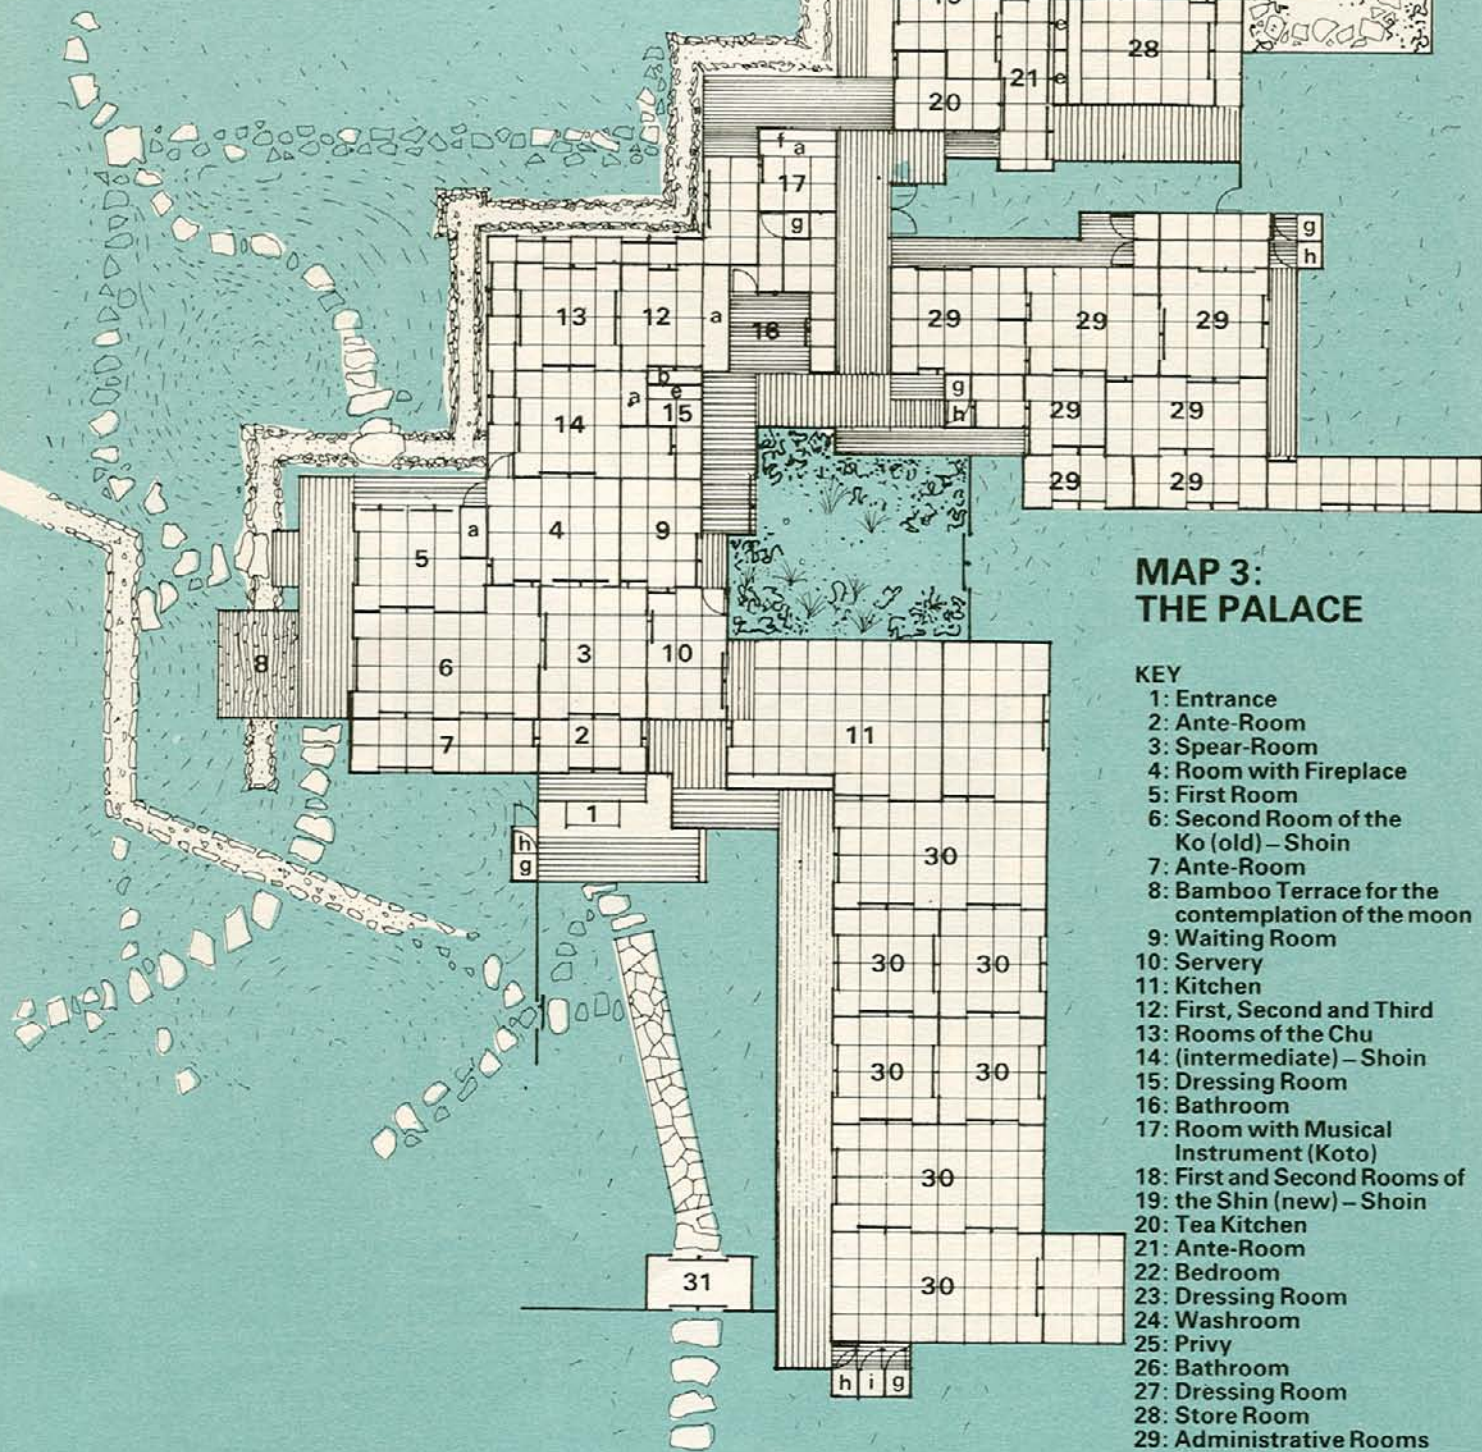 28
e
e
21
20
f a
17
g
g
h
13
12
a
16
29
29
29
b
e
a
15
14
g
h
29
29
29
29
a
5
4
9
8
6
3
10
7
2
11
1
h
g
30
30
30
30
30
30
30
31
h i g
MAP 3:
THE PALACE
KEY
1: Entrance
2: Ante-Room
3: Spear-Room
4: Room with Fireplace
5: First Room
6: Second Room of the
Ko (old) – Shoin
7: Ante-Room
8: Bamboo Terrace for the
contemplation of the moon
9: Waiting Room
10: Servery
11: Kitchen
12: First, Second and Third
13: Rooms of the Chu
14: (intermediate) – Shoin
15: Dressing Room
16: Bathroom
17: Room with Musical
Instrument (Koto)
18: First and Second Rooms of
19: the Shin (new) – Shoin
20: Tea Kitchen
21: Ante-Room
22: Bedroom
23: Dressing Room
24: Washroom
25: Privy
26: Bathroom
27: Dressing Room
28: Store Room
29: Administrative Rooms